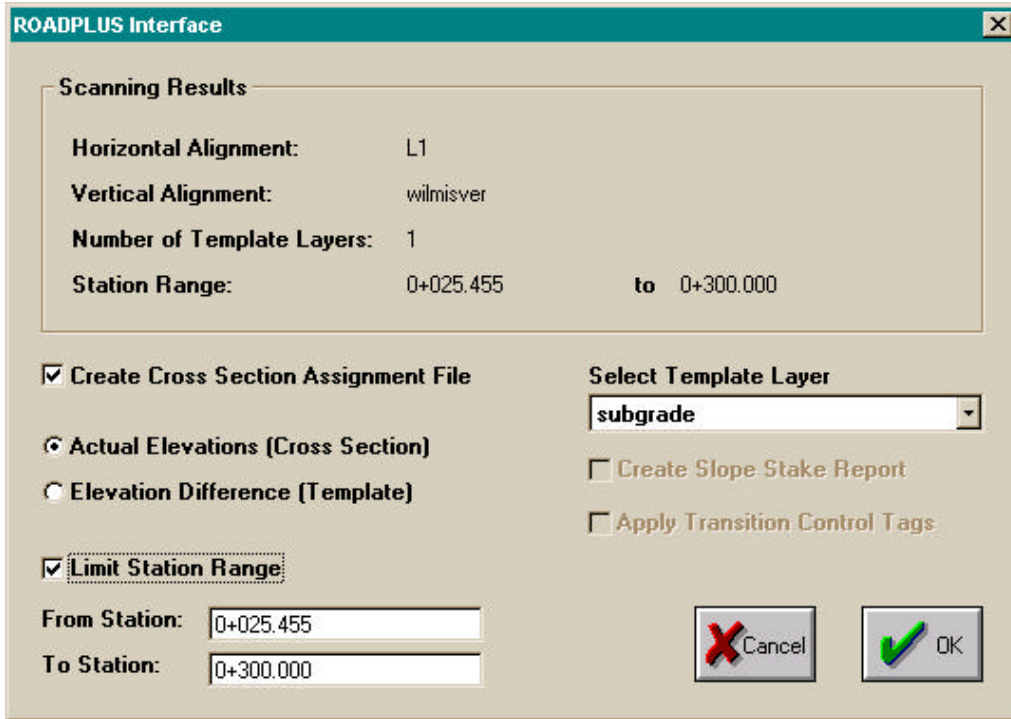 ROADPLUS Interface
Scanning Results
Horizontal Alignment: L1
Vertical Alignment: wilmisver
Number of Template Layers: 1
Station Range: 0+025.455 to 0+300.000
Create Cross Section Assignment File
Select Template Layer
subgrade
Actual Elevations (Cross Section)
Elevation Difference (Template)
Create Slope Stake Report
Apply Transition Control Tags
Limit Station Range
From Station: 0+025.455
To Station: 0+300.000
Cancel
OK